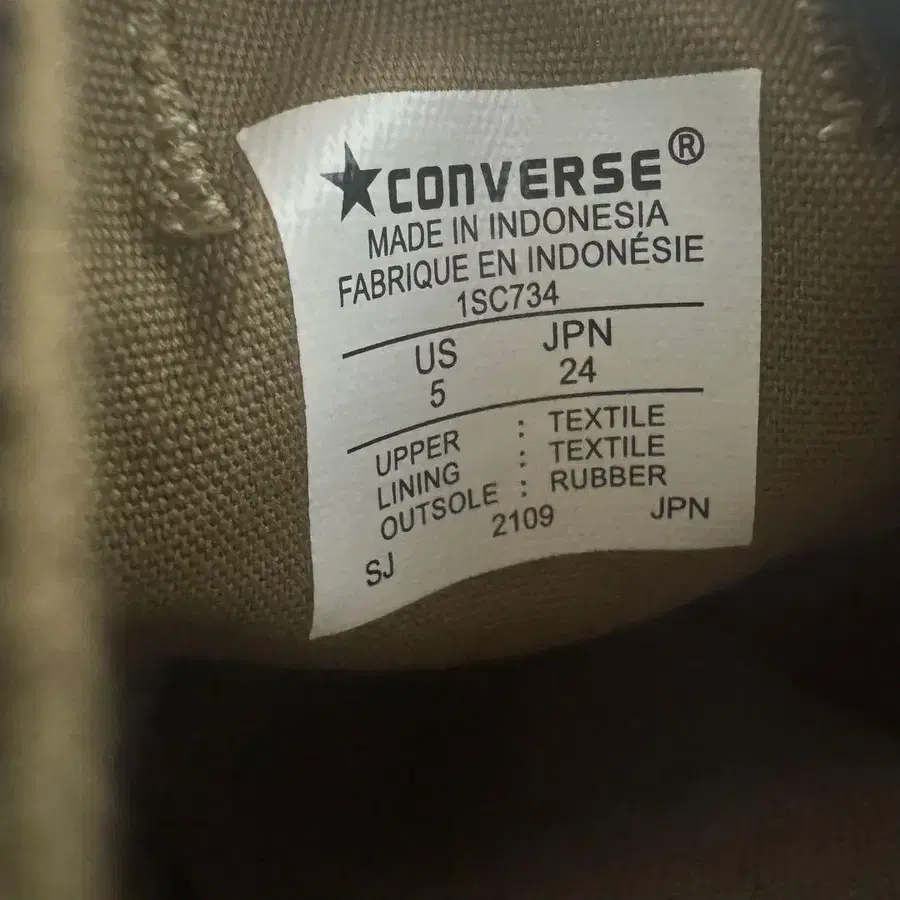 CONVERSE®
MADE IN INDONESIA
FABRIQUE EN INDONÉSIE
1SC734
US JPN
5 24
UPPER : TEXTILE
LINING : TEXTILE
OUTSOLE : RUBBER
SJ 2109 JPN